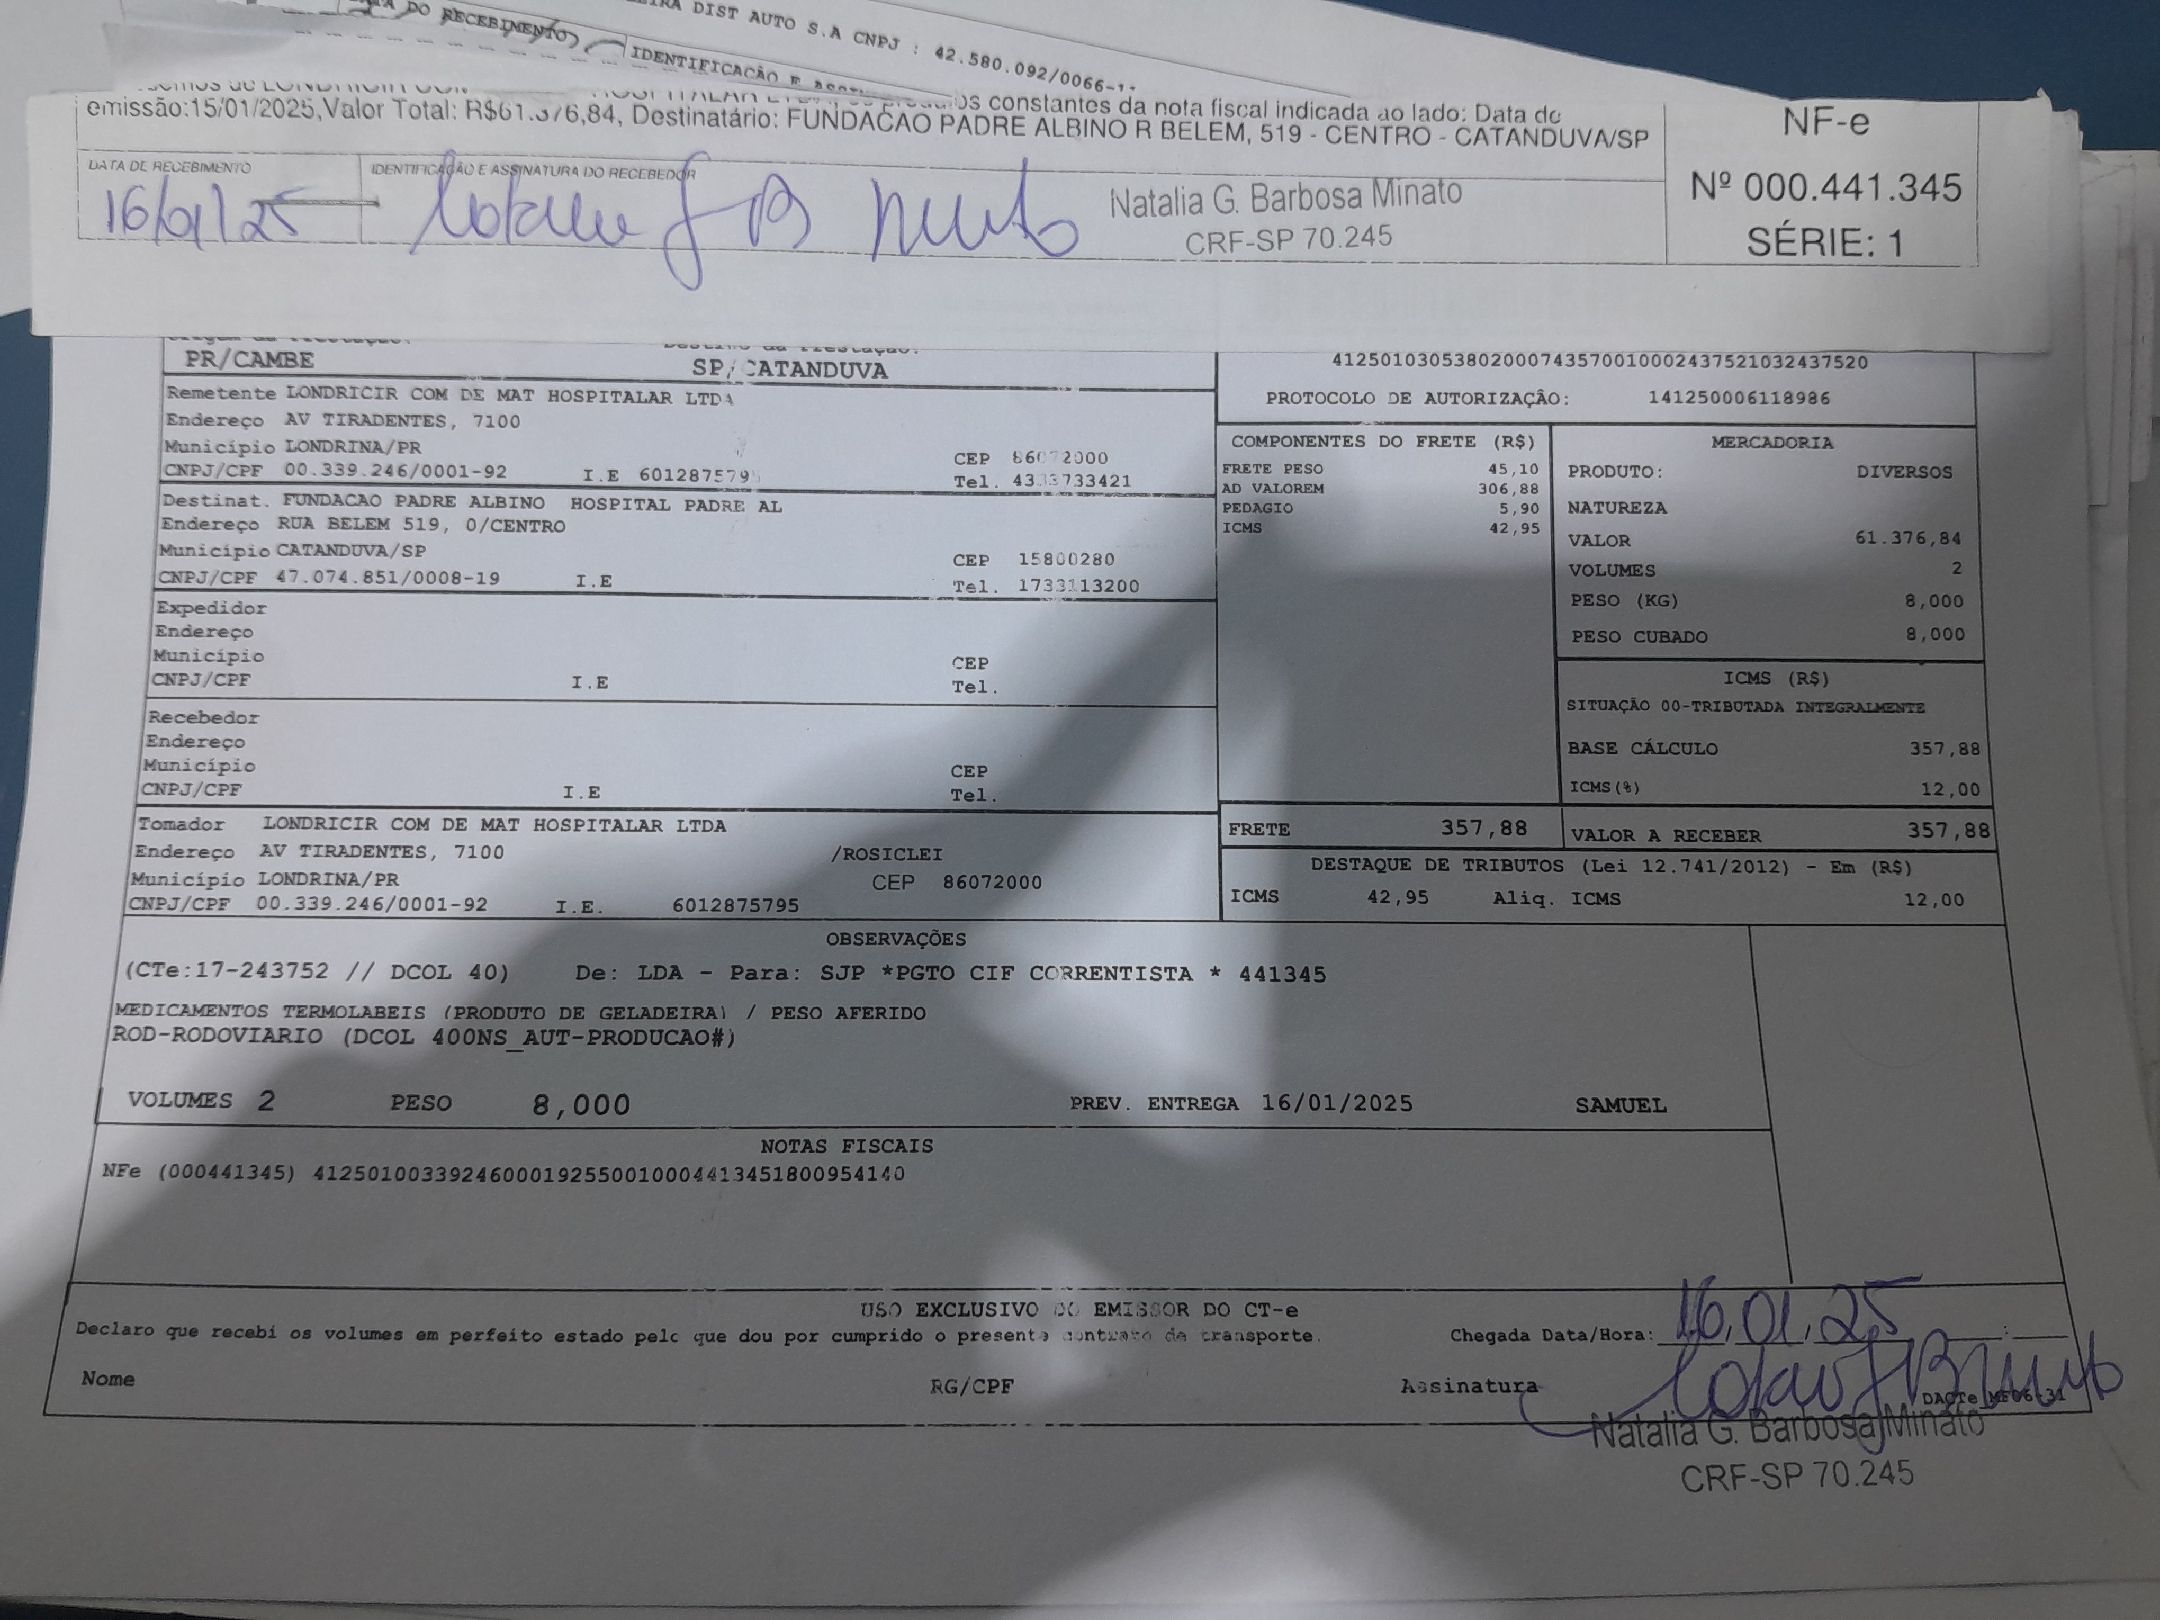 DIST AUTO S.A CNPJ : 42.580.092/0066-1
DO RECEBIMENTO
IDENTIFICAÇÃO E
constantes da nota fiscal indicada ao lado: Data de
emissão:15/01/2025,Valor Total: R$61.376,84, Destinatário: FUNDACAO PADRE ALBINO R BELEM, 519 - CENTRO - CATANDUVA/SP
NF-e
Nº 000.441.345
SÉRIE: 1
DATA DE RECEBIMENTO
IDENTIFICAÇÃO E ASSINATURA DO RECEBEDOR
16/01/25
Natalia G. Barbosa Minato
CRF-SP 70.245
PR/CAMBE
SP/CATANDUVA
Remetente LONDRICIR COM DE MAT HOSPITALAR LTDA
Endereço AV TIRADENTES, 7100
Município LONDRINA/PR
CEP 86072000
CNPJ/CPF 00.339.246/0001-92 I.E 6012875795
Tel. 4333733421
Destinat. FUNDACAO PADRE ALBINO HOSPITAL PADRE AL
Endereço RUA BELEM 519, 0/CENTRO
Município CATANDUVA/SP
CEP 15800280
CNPJ/CPF 47.074.851/0008-19 I.E
Tel. 1733113200
Expedidor
Endereço
Município
CEP
CNPJ/CPF I.E
Tel.
Recebedor
Endereço
Município
CEP
CNPJ/CPF I.E
Tel.
Tomador LONDRICIR COM DE MAT HOSPITALAR LTDA
Endereço AV TIRADENTES, 7100 /ROSICLEI
Município LONDRINA/PR CEP 86072000
CNPJ/CPF 00.339.246/0001-92 I.E. 6012875795
41250103053802000743570010002437521032437520
PROTOCOLO DE AUTORIZAÇÃO: 141250006118986
COMPONENTES DO FRETE (R$)
FRETE PESO 45,10
AD VALOREM 306,88
PEDAGIO 5,90
ICMS 42,95
MERCADORIA
PRODUTO: DIVERSOS
NATUREZA
VALOR 61.376,84
VOLUMES 2
PESO (KG) 8,000
PESO CUBADO 8,000
ICMS (R$)
SITUAÇÃO 00-TRIBUTADA INTEGRALMENTE
BASE CÁLCULO 357,88
ICMS(%) 12,00
FRETE 357,88
VALOR A RECEBER 357,88
DESTAQUE DE TRIBUTOS (Lei 12.741/2012) - Em (R$)
ICMS 42,95 Aliq. ICMS 12,00
OBSERVAÇÕES
(CTe:17-243752 // DCOL 40) De: LDA - Para: SJP *PGTO CIF CORRENTISTA * 441345
MEDICAMENTOS TERMOLABEIS (PRODUTO DE GELADEIRA) / PESO AFERIDO
ROD-RODOVIARIO (DCOL 400NS_AUT-PRODUCAO#)
VOLUMES 2 PESO 8,000 PREV. ENTREGA 16/01/2025 SAMUEL
NOTAS FISCAIS
NFe (000441345) 41250100339246000192550010004413451800954140
USO EXCLUSIVO DO EMISSOR DO CT-e
Declaro que recebi os volumes em perfeito estado pelo que dou por cumprido o presente contrato de transporte.
Chegada Data/Hora: 16/01/25
Nome RG/CPF Assinatura
DACTe_MF06-31
Natalia G. Barbosa Minato
CRF-SP 70.245